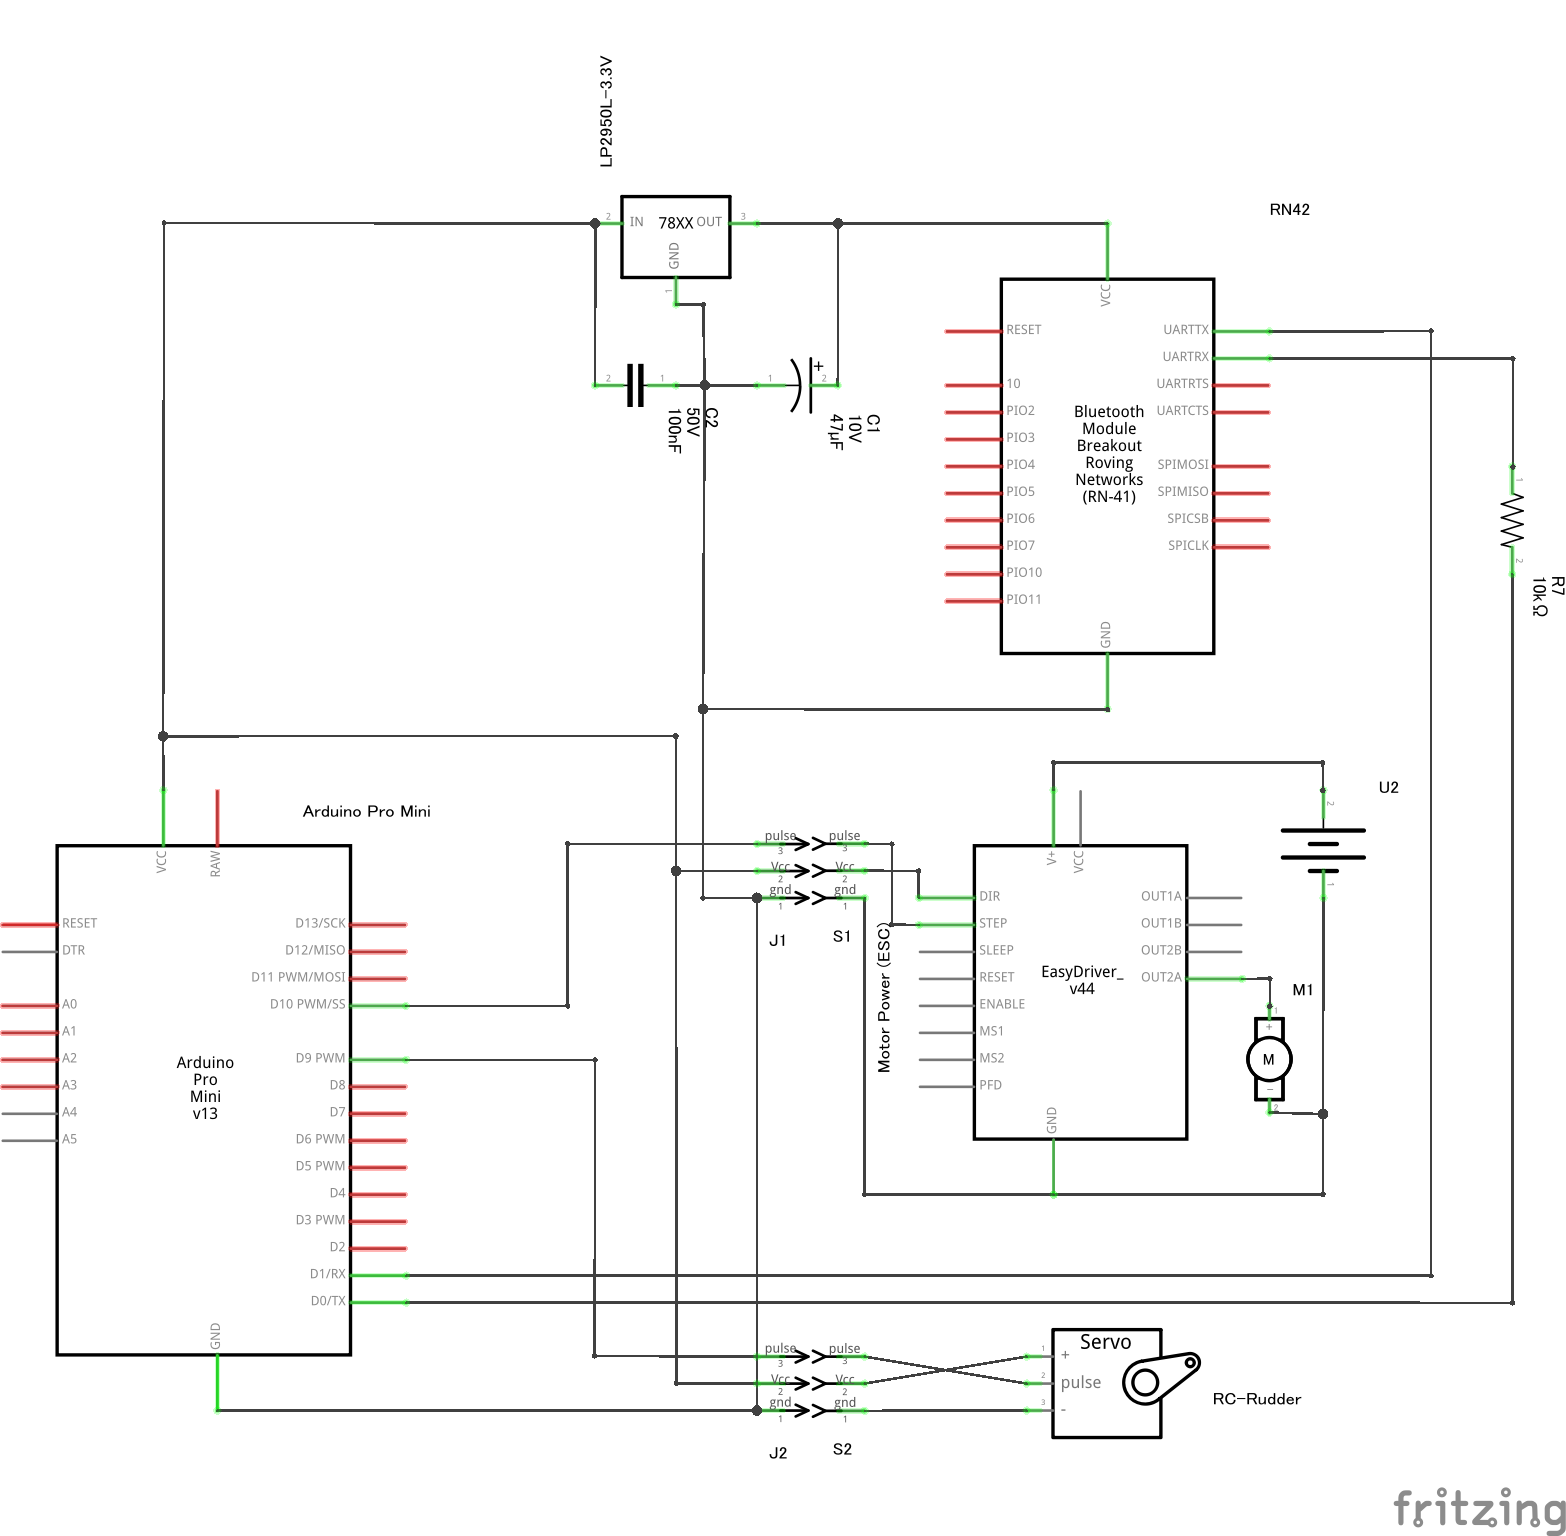 LP2950L-3.3V
2
IN
78XX
OUT
3
GND
1
2
1
C2
50V
100nF
1
+
2
C1
10V
47µF
RN42
VCC
RESET
10
PIO2
PIO3
PIO4
PIO5
PIO6
PIO7
PIO10
PIO11
Bluetooth
Module
Breakout
Roving
Networks
(RN-41)
UARTTX
UARTRX
UARTRTS
UARTCTS
SPIMOSI
SPIMISO
SPICSB
SPICLK
GND
1
2
R7
10kΩ
Arduino Pro Mini
VCC
RAW
RESET
DTR
A0
A1
A2
A3
A4
A5
Arduino
Pro
Mini
v13
D13/SCK
D12/MISO
D11 PWM/MOSI
D10 PWM/SS
D9 PWM
D8
D7
D6 PWM
D5 PWM
D4
D3 PWM
D2
D1/RX
D0/TX
GND
pulse
3
Vcc
2
gnd
1
J1
pulse
3
Vcc
2
gnd
1
S1
Motor Power (ESC)
V+
VCC
DIR
STEP
SLEEP
RESET
ENABLE
MS1
MS2
PFD
EasyDriver_
v44
OUT1A
OUT1B
OUT2B
OUT2A
GND
U2
2
1
M1
1
+
M
−
2
pulse
3
Vcc
2
gnd
1
J2
pulse
3
Vcc
2
gnd
1
S2
1
2
3
Servo
+
pulse
-
RC-Rudder
fritzing